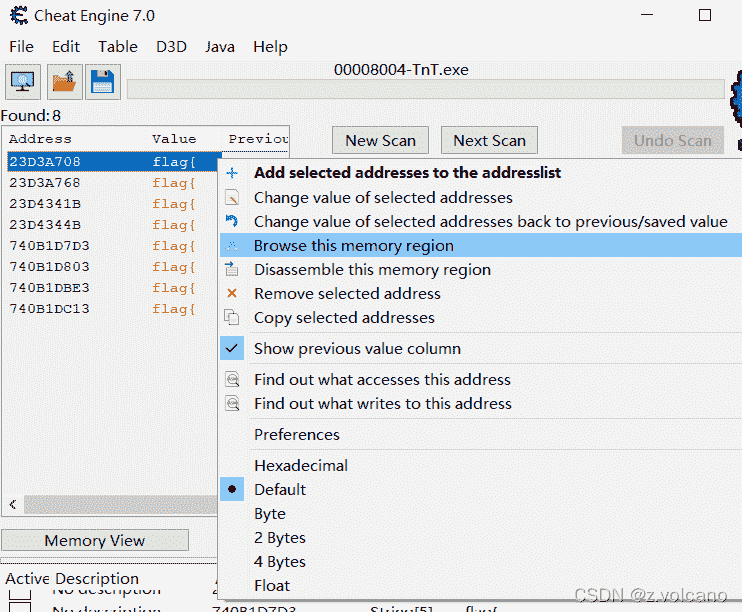 Cheat Engine 7.0
File Edit Table D3D Java Help
00008004-TnT.exe
Found: 8
Address Value Previou
New Scan Next Scan Undo Scan
23D3A708 flag{
23D3A768 flag{
23D4341B flag{
23D4344B flag{
740B1D7D3 flag{
740B1D803 flag{
740B1DBE3 flag{
740B1DC13 flag{
Add selected addresses to the addresslist
Change value of selected addresses
Change value of selected addresses back to previous/saved value
Browse this memory region
Disassemble this memory region
Remove selected address
Copy selected addresses
Show previous value column
Find out what accesses this address
Find out what writes to this address
Preferences
Hexadecimal
Default
Byte
2 Bytes
4 Bytes
Float
Memory View
Active Description
No description
No description 740B1D7D3 String[5] flag{
CSDN @z.volcano